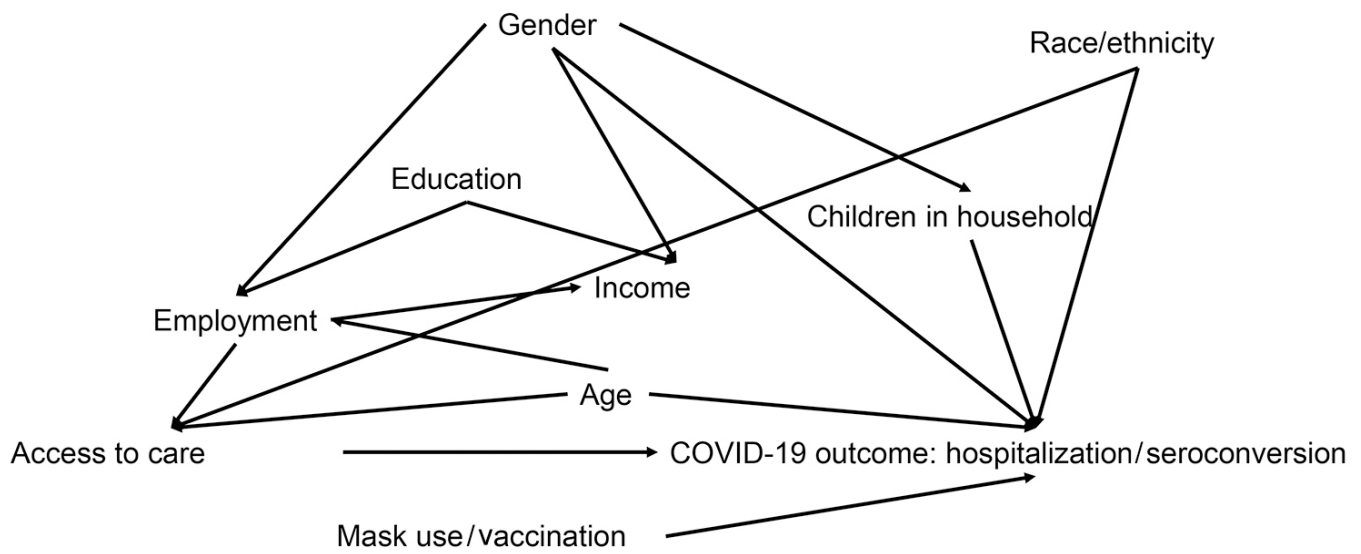 Gender
Race/ethnicity
Education
Children in household
Income
Employment
Age
Access to care
COVID-19 outcome: hospitalization/seroconversion
Mask use/vaccination